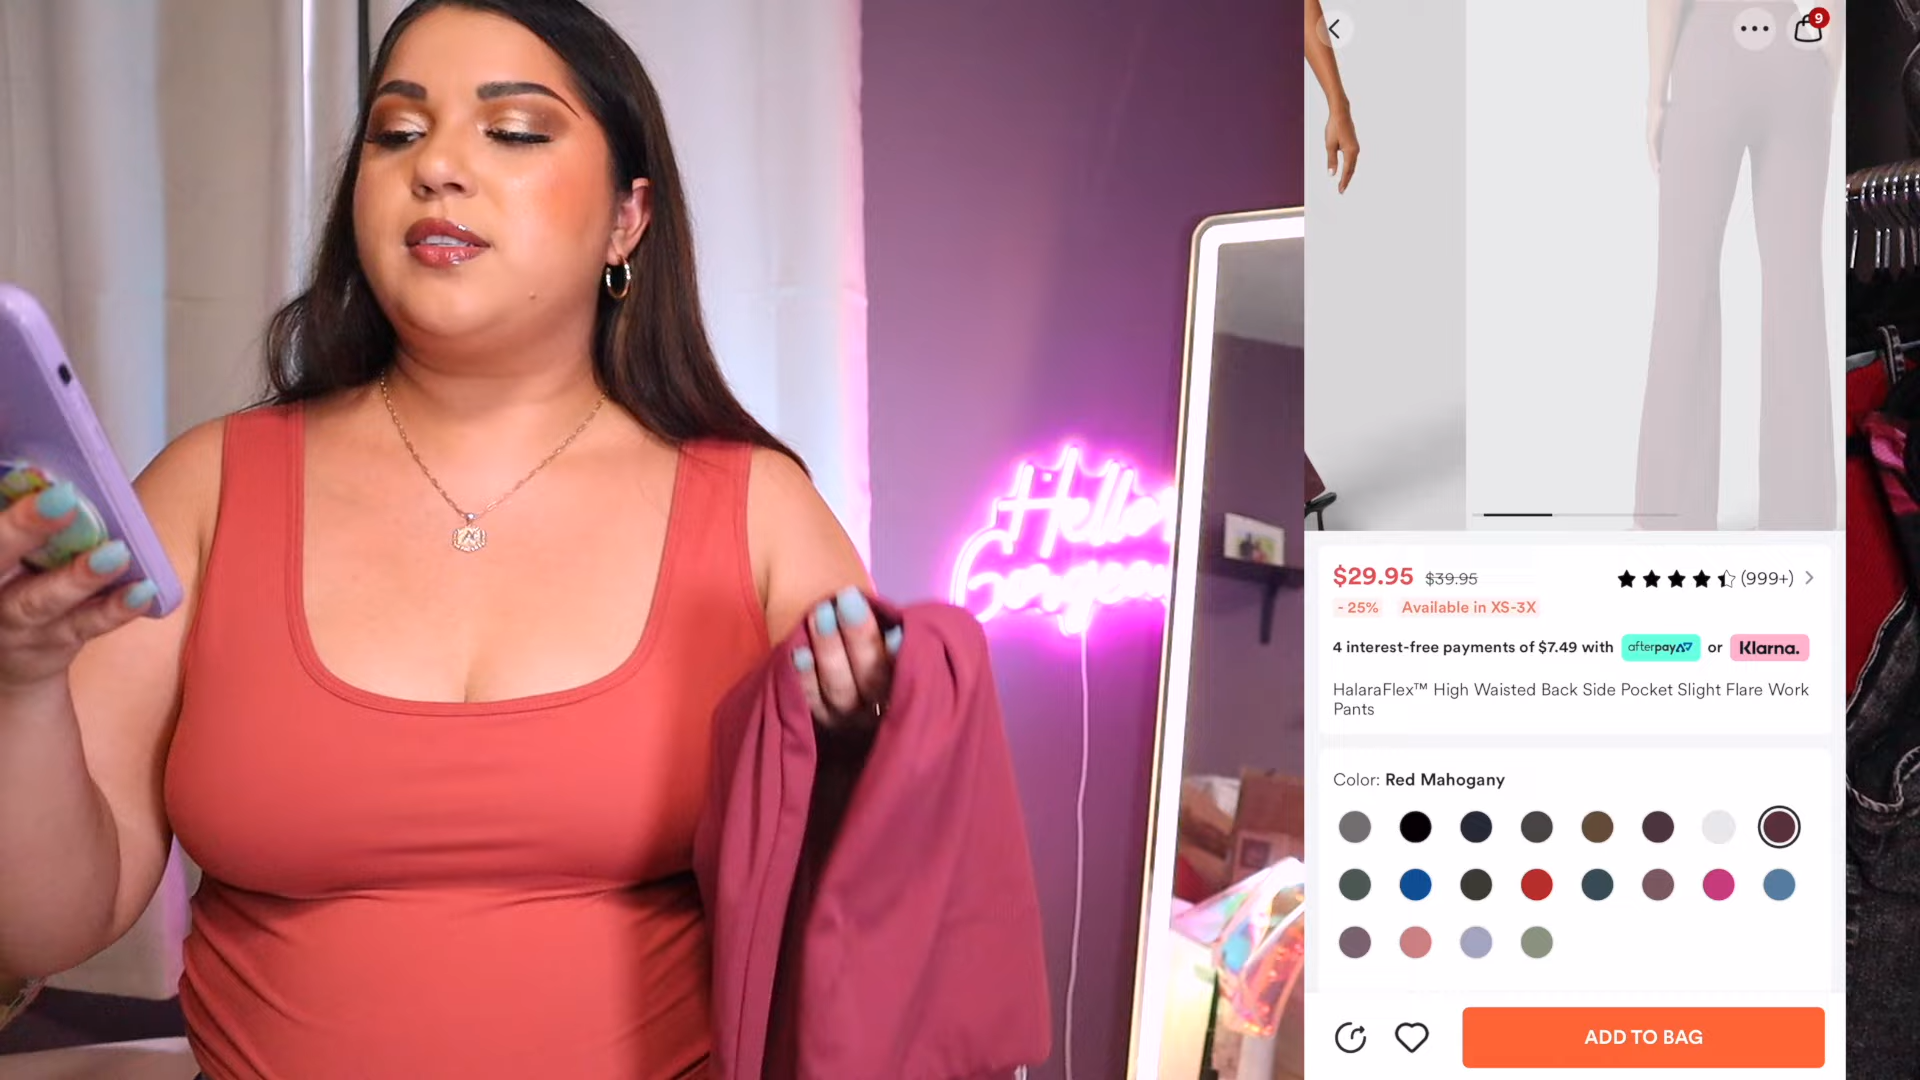 Hello
9
$29.95 $39.95 (999+)
- 25% Available in XS-3X
4 interest-free payments of $7.49 with afterpay or Klarna.
HalaraFlex™ High Waisted Back Side Pocket Slight Flare Work
Pants
Color: Red Mahogany
ADD TO BAG